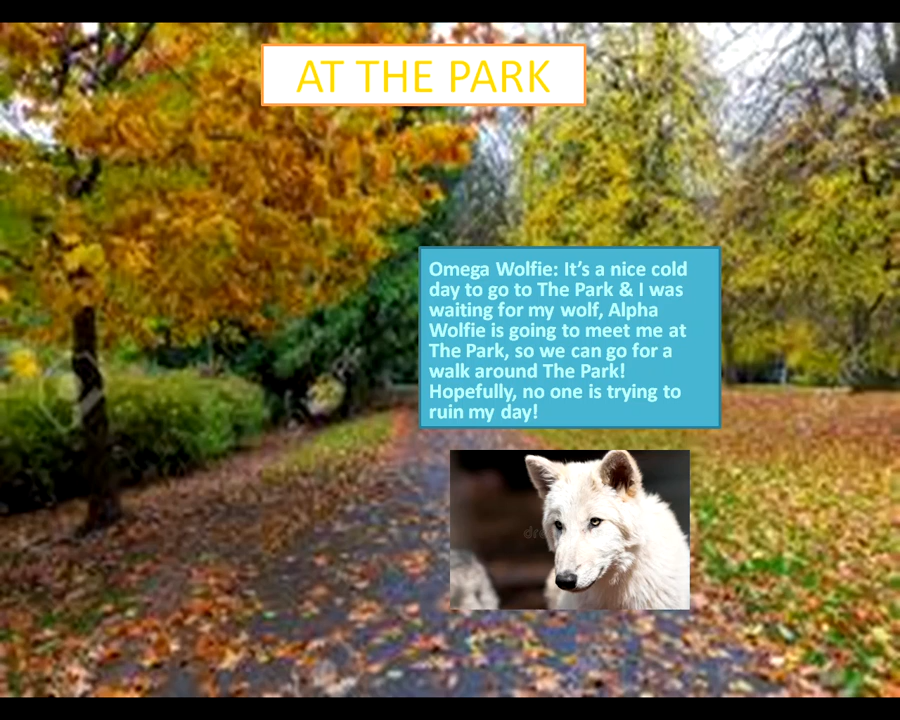 AT THE PARK
Omega Wolfie: It’s a nice cold
day to go to The Park & I was
waiting for my wolf, Alpha
Wolfie is going to meet me at
The Park, so we can go for a
walk around The Park!
Hopefully, no one is trying to
ruin my day!